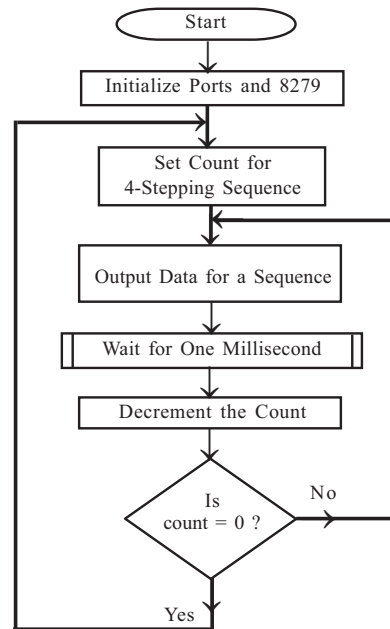 Start
Initialize Ports and 8279
Set Count for
4-Stepping Sequence
Output Data for a Sequence
Wait for One Millisecond
Decrement the Count
Is
count = 0 ?
No
Yes